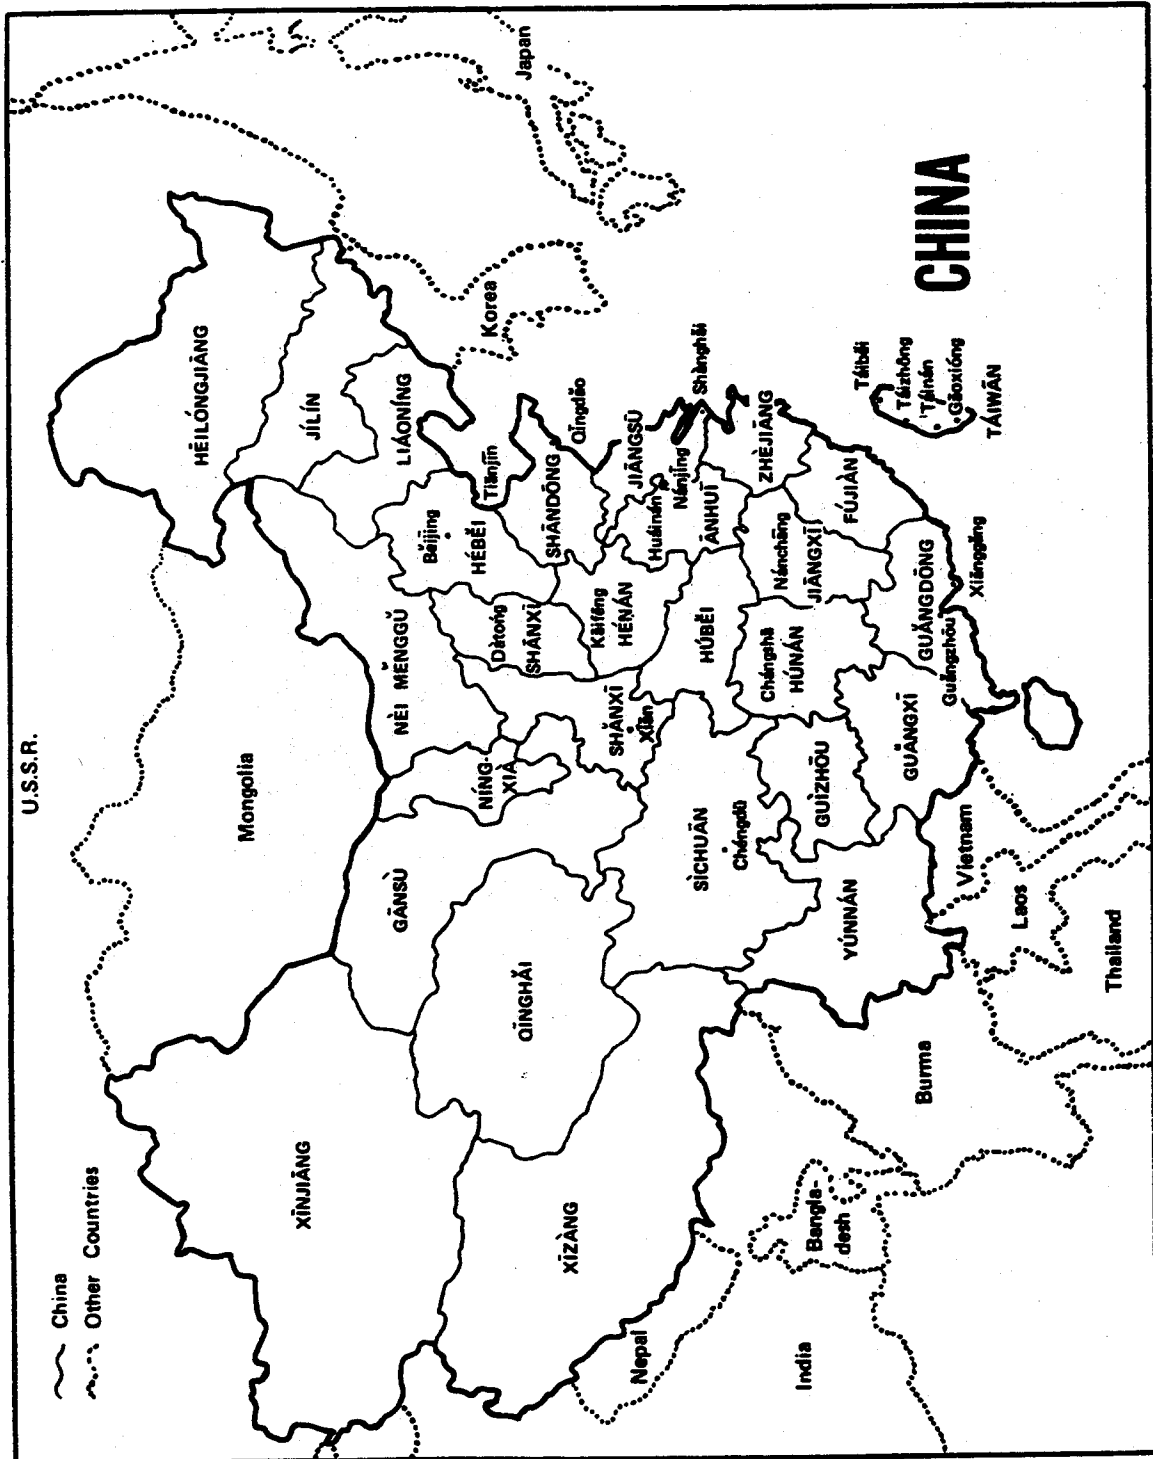 China
Other Countries
U.S.S.R.
Mongolia
HĒILÓNGJIĀNG
JÍLÍN
LIÁONÍNG
NÈI MĚNGGǓ
XĪNJIĀNG
GĀNSÙ
NÍNG-
XIÀ
Běijīng
HÉBĚI
Tiānjīn
Dàtóng
SHĀNXĪ
SHĀNDŌNG
Qīngdǎo
QĪNGHǍI
XĪZÀNG
SHǍNXĪ
Xīān
Kāifēng
HÉNÁN
JIĀNGSŪ
Huáinán
Nánjīng
ĀNHUĪ
Shànghǎi
SÌCHUĀN
Chéngdū
HÚBĚI
ZHÈJIĀNG
Chángshā
HÚNÁN
Nánchāng
JIĀNGXĪ
FÚJIÀN
GUÌZHŌU
YÚNNÁN
GUǍNGXĪ
GUǍNGDŌNG
Guǎngzhōu
Xiānggǎng
Táiběi
Táizhōng
Táinán
Gāoxióng
TÁIWĀN
Korea
Japan
Nepal
India
Bangla-
desh
Burma
Thailand
Laos
Vietnam
CHINA